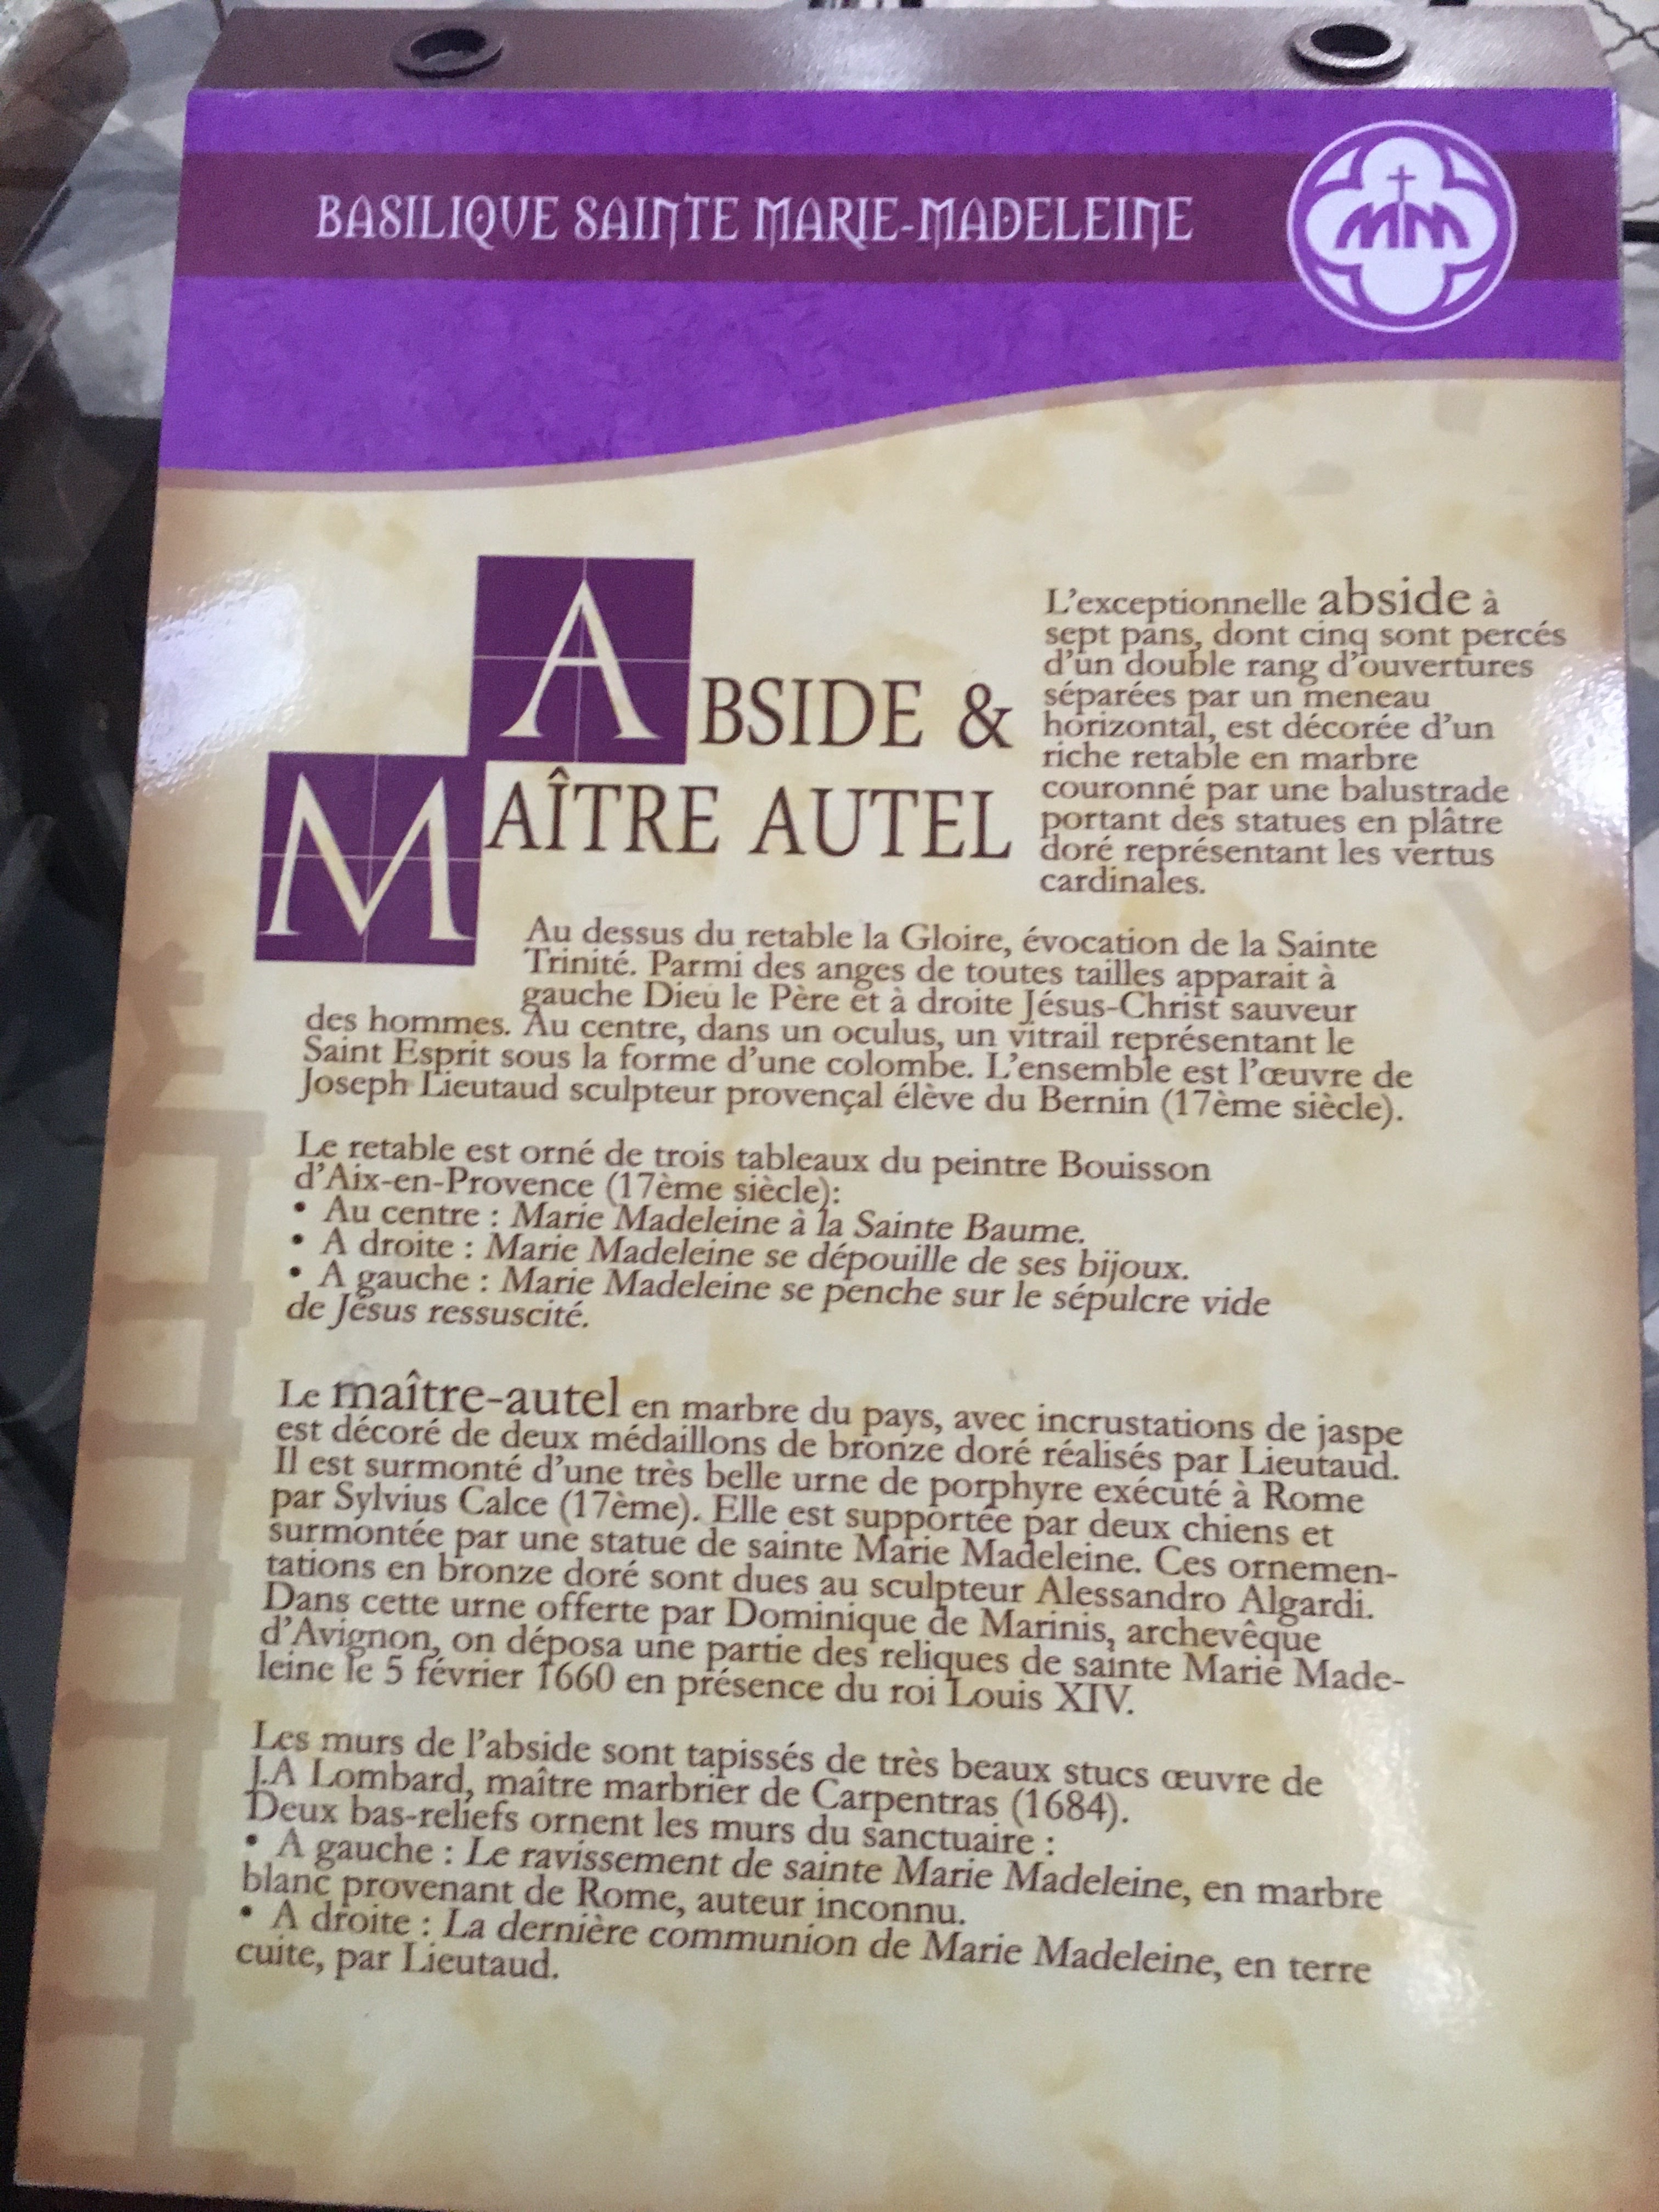 BASILIQUE SAINTE MARIE-MADELEINE
MM
ABSIDE &
MAÎTRE AUTEL
L'exceptionnelle abside à
sept pans, dont cinq sont percés
d'un double rang d'ouvertures
séparées par un meneau
horizontal, est décorée d'un
riche retable en marbre
couronné par une balustrade
portant des statues en plâtre
doré représentant les vertus
cardinales.
Au dessus du retable la Gloire, évocation de la Sainte
Trinité. Parmi des anges de toutes tailles apparait à
gauche Dieu le Père et à droite Jésus-Christ sauveur
des hommes. Au centre, dans un oculus, un vitrail représentant le
Saint Esprit sous la forme d'une colombe. L'ensemble est l'œuvre de
Joseph Lieutaud sculpteur provençal élève du Bernin (17ème siècle).
Le retable est orné de trois tableaux du peintre Bouisson
d'Aix-en-Provence (17ème siècle):
• Au centre : Marie Madeleine à la Sainte Baume.
• A droite : Marie Madeleine se dépouille de ses bijoux.
• A gauche : Marie Madeleine se penche sur le sépulcre vide
de Jésus ressuscité.
Le maître-autel en marbre du pays, avec incrustations de jaspe
est décoré de deux médaillons de bronze doré réalisés par Lieutaud.
Il est surmonté d'une très belle urne de porphyre exécuté à Rome
par Sylvius Calce (17ème). Elle est supportée par deux chiens et
surmontée par une statue de sainte Marie Madeleine. Ces ornemen-
tations en bronze doré sont dues au sculpteur Alessandro Algardi.
Dans cette urne offerte par Dominique de Marinis, archevêque
d'Avignon, on déposa une partie des reliques de sainte Marie Made-
leine le 5 février 1660 en présence du roi Louis XIV.
Les murs de l'abside sont tapissés de très beaux stucs œuvre de
J.A Lombard, maître marbrier de Carpentras (1684).
Deux bas-reliefs ornent les murs du sanctuaire :
• A gauche : Le ravissement de sainte Marie Madeleine, en marbre
blanc provenant de Rome, auteur inconnu.
• A droite : La dernière communion de Marie Madeleine, en terre
cuite, par Lieutaud.